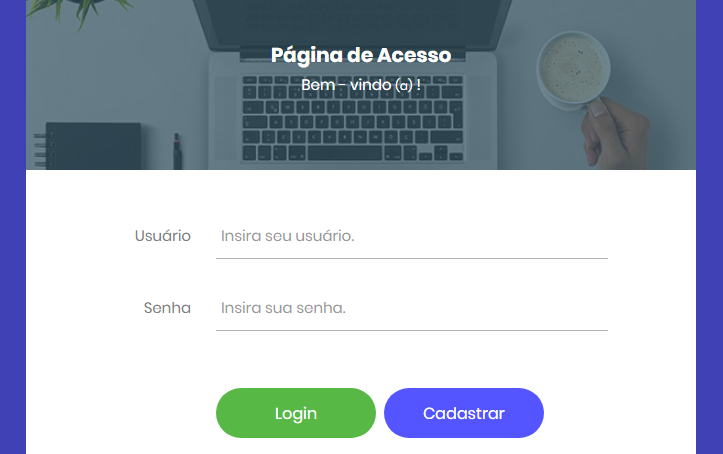 Página de Acesso
Bem - vindo (a) !
Usuário
Insira seu usuário.
Senha
Insira sua senha.
Login
Cadastrar